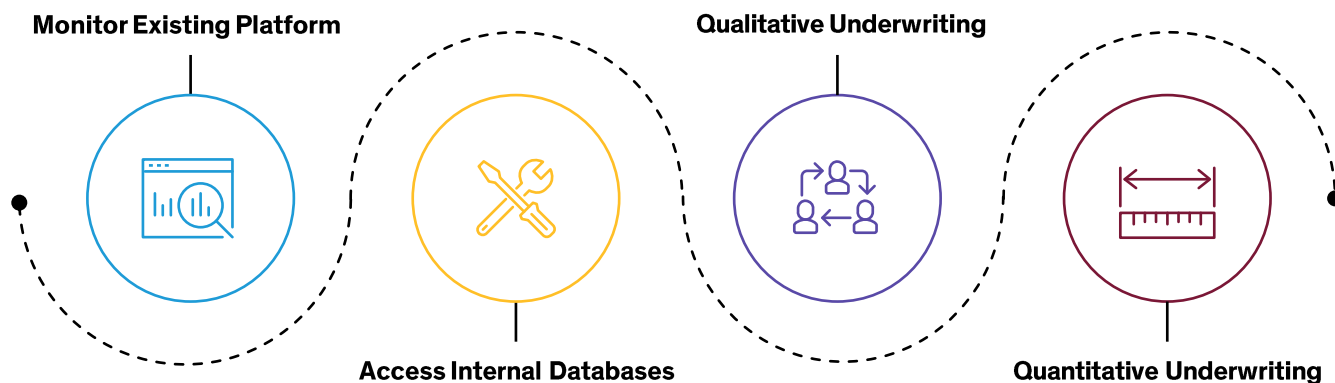 Monitor Existing Platform
Access Internal Databases
Qualitative Underwriting
Quantitative Underwriting